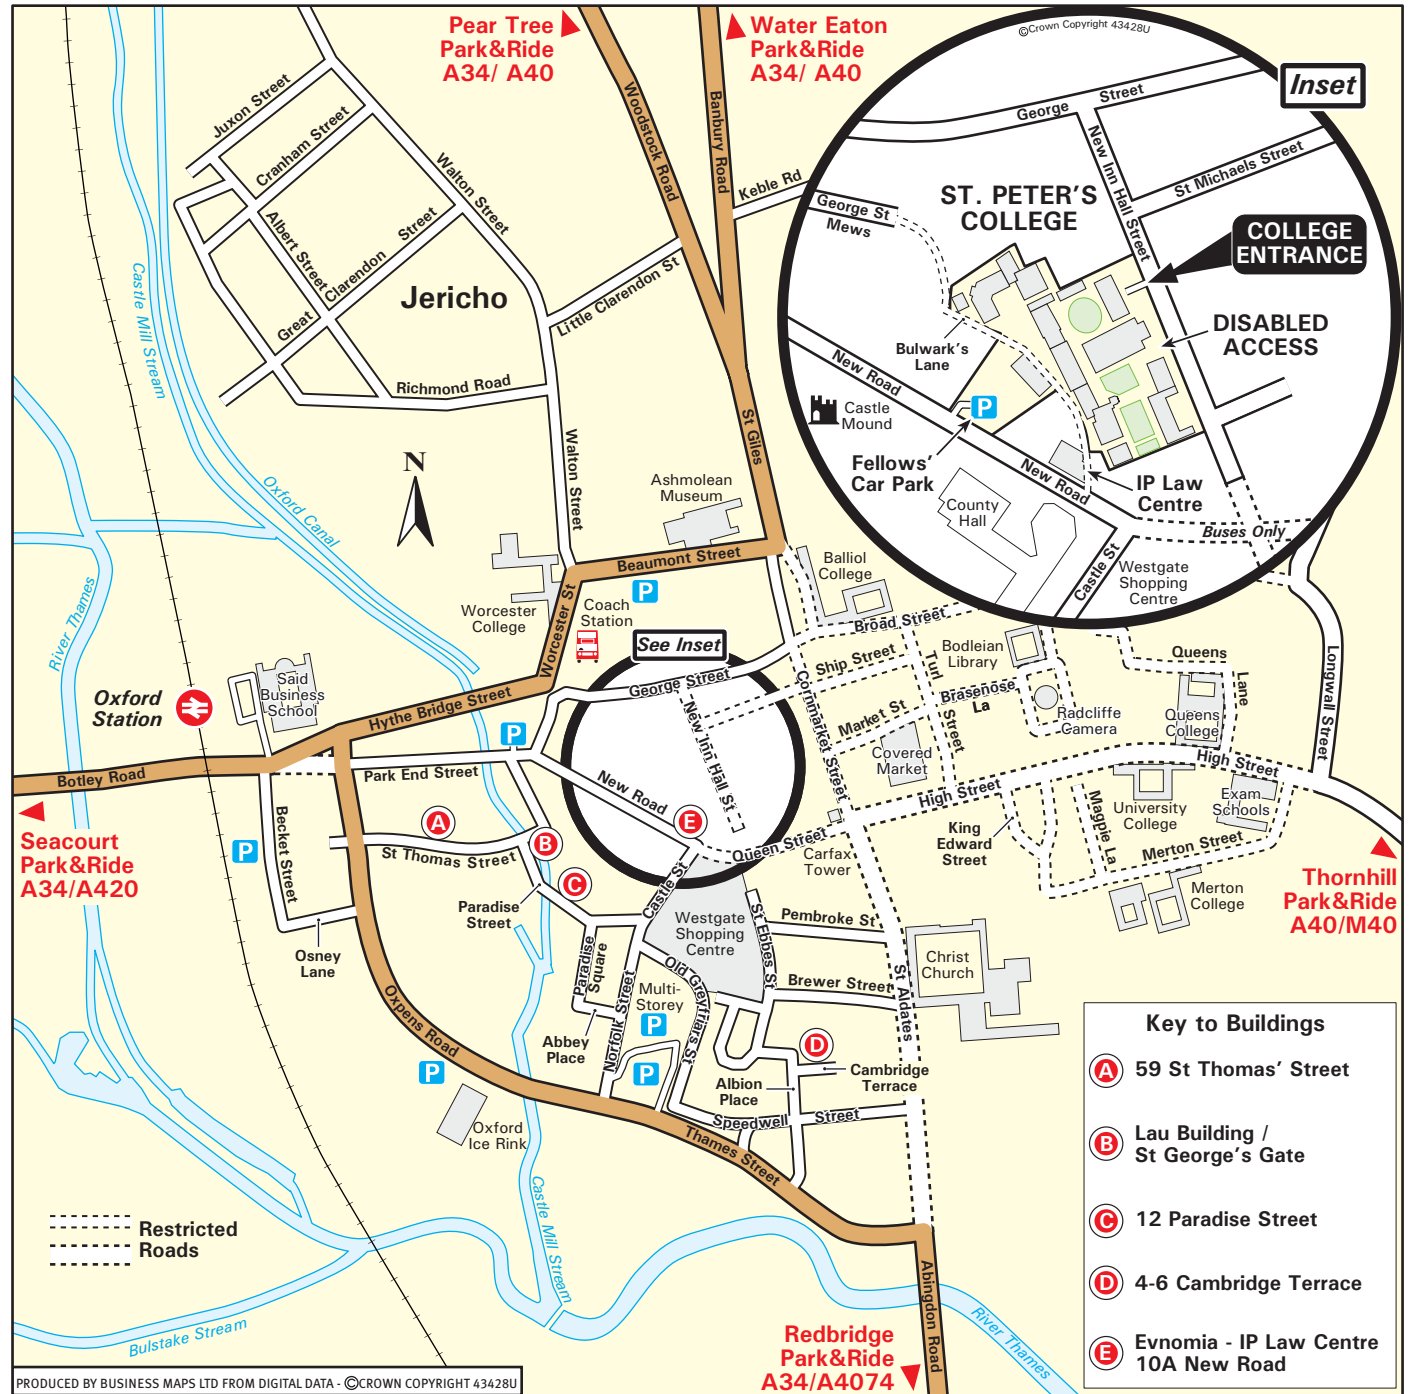 Pear Tree
Park&Ride
A34/ A40
Water Eaton
Park&Ride
A34/ A40
©Crown Copyright 43428U
Inset
Juxon Street
Cranham Street
Walton Street
Albert Street
Great Clarendon Street
Jericho
Richmond Road
Little Clarendon St
Woodstock Road
Banbury Road
Keble Rd
St Giles
Walton Street
George Street
New Inn Hall Street
St Michaels Street
George St
Mews
ST. PETER'S
COLLEGE
COLLEGE
ENTRANCE
DISABLED
ACCESS
Bulwark's
Lane
New Road
Castle
Mound
P
Fellows'
Car Park
New Road
IP Law
Centre
County
Hall
Buses Only
Castle St
Westgate
Shopping
Centre
Castle Mill Stream
Oxford Canal
River Thames
N
Ashmolean
Museum
Beaumont Street
P
Worcester
College
Worcester St
Coach
Station
Balliol
College
Broad Street
See Inset
George Street
Ship Street
Turl Street
Bodleian
Library
Brasenose
La
Queens
Lane
Longwall Street
Oxford
Station
Said
Business
School
Hythe Bridge Street
P
New Inn Hall St
Cornmarket Street
Market St
Covered
Market
Radcliffe
Camera
Queens
College
High Street
High Street
Botley Road
Park End Street
New Road
E
Queen Street
Carfax
Tower
King
Edward
Street
Magpie La
University
College
Exam
Schools
Merton Street
Merton
College
Seacourt
Park&Ride
A34/A420
P
Becket Street
A
St Thomas Street
B
C
Paradise
Street
Castle St
Westgate
Shopping
Centre
St Ebbes St
Pembroke St
Thornhill
Park&Ride
A40/M40
Osney
Lane
Paradise
Square
Old Greyfriars St
Multi-
Storey
P
Brewer Street
St Aldates
Christ
Church
Oxpens Road
Abbey
Place
Norfolk Street
P
P
D
Cambridge
Terrace
Albion
Place
Speedwell Street
Oxford
Ice Rink
Thames Street
Castle Mill Stream
Restricted
Roads
Bulstake Stream
Abingdon Road
River Thames
Redbridge
Park&Ride
A34/A4074
Key to Buildings
A 59 St Thomas' Street
B Lau Building /
St George's Gate
C 12 Paradise Street
D 4-6 Cambridge Terrace
E Evnomia - IP Law Centre
10A New Road
PRODUCED BY BUSINESS MAPS LTD FROM DIGITAL DATA - ©CROWN COPYRIGHT 43428U